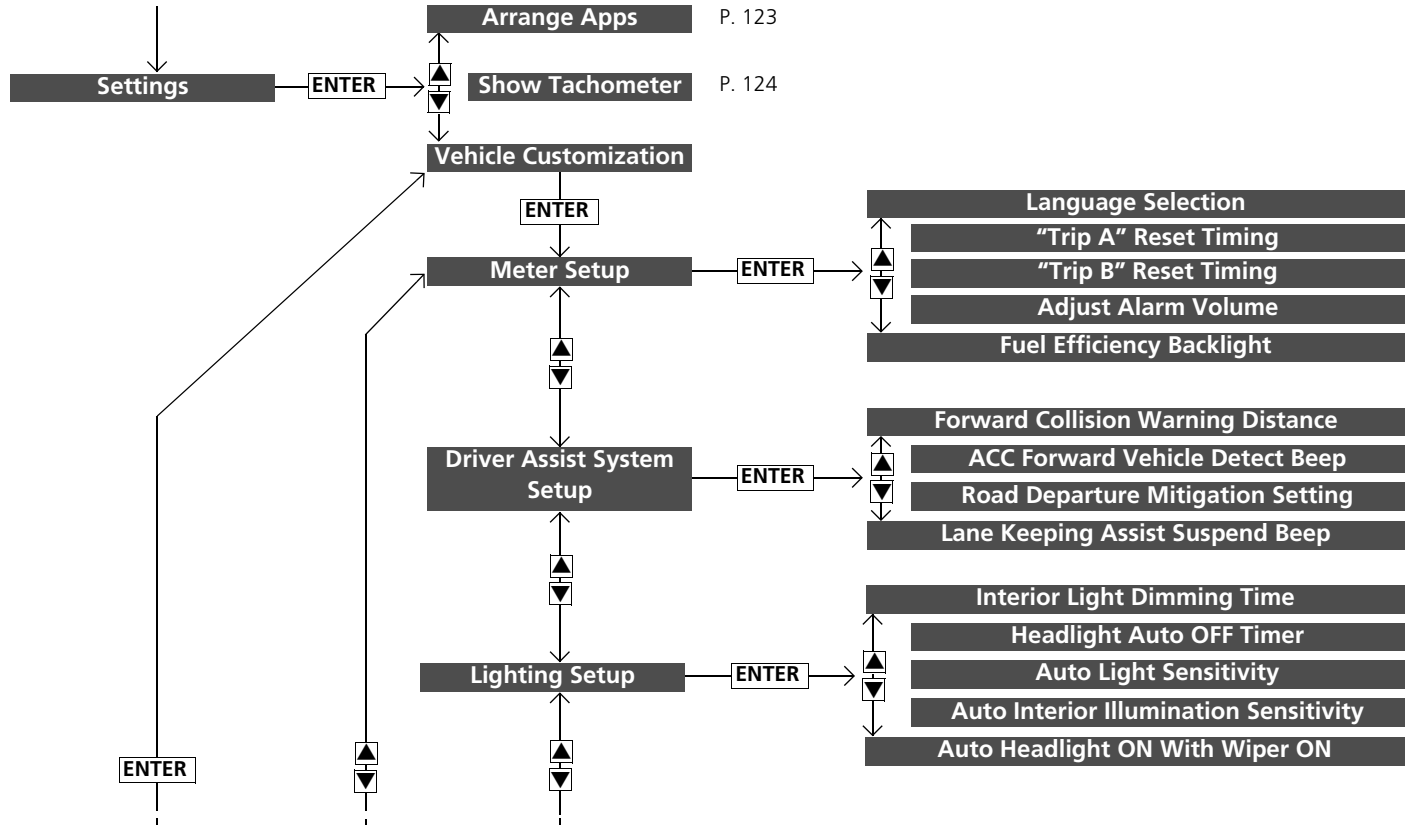 Arrange Apps P. 123
Settings ENTER Show Tachometer P. 124
Vehicle Customization
ENTER
Language Selection
“Trip A” Reset Timing
Meter Setup ENTER “Trip B” Reset Timing
Adjust Alarm Volume
Fuel Efficiency Backlight
Forward Collision Warning Distance
ACC Forward Vehicle Detect Beep
Driver Assist System
Setup
ENTER
Road Departure Mitigation Setting
Lane Keeping Assist Suspend Beep
Interior Light Dimming Time
Headlight Auto OFF Timer
Lighting Setup ENTER Auto Light Sensitivity
Auto Interior Illumination Sensitivity
Auto Headlight ON With Wiper ON
ENTER